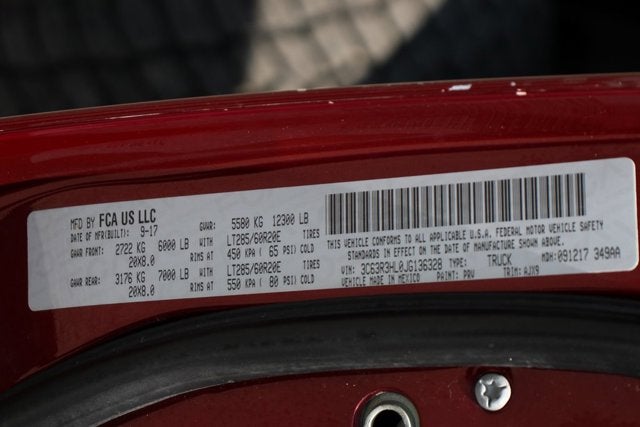 MFD BY FCA US LLC GVWR: 5580 KG 12300 LB
DATE OF MFR(BUILT): 9-17
GAWR FRONT: 2722 KG 6000 LB WITH LT285/60R20E TIRES
20X8.0 RIMS AT 450 KPA ( 65 PSI) COLD
GAWR REAR: 3176 KG 7000 LB WITH LT285/60R20E TIRES
20X8.0 RIMS AT 550 KPA ( 80 PSI) COLD
THIS VEHICLE CONFORMS TO ALL APPLICABLE U.S.A. FEDERAL MOTOR VEHICLE SAFETY
STANDARDS IN EFFECT ON THE DATE OF MANUFACTURE SHOWN ABOVE.
VIN: 3C63R3HL0JG136328 TYPE: TRUCK MDH: 091217 349AA
VEHICLE MADE IN MEXICO PAINT: PRV TRIM: AJX9